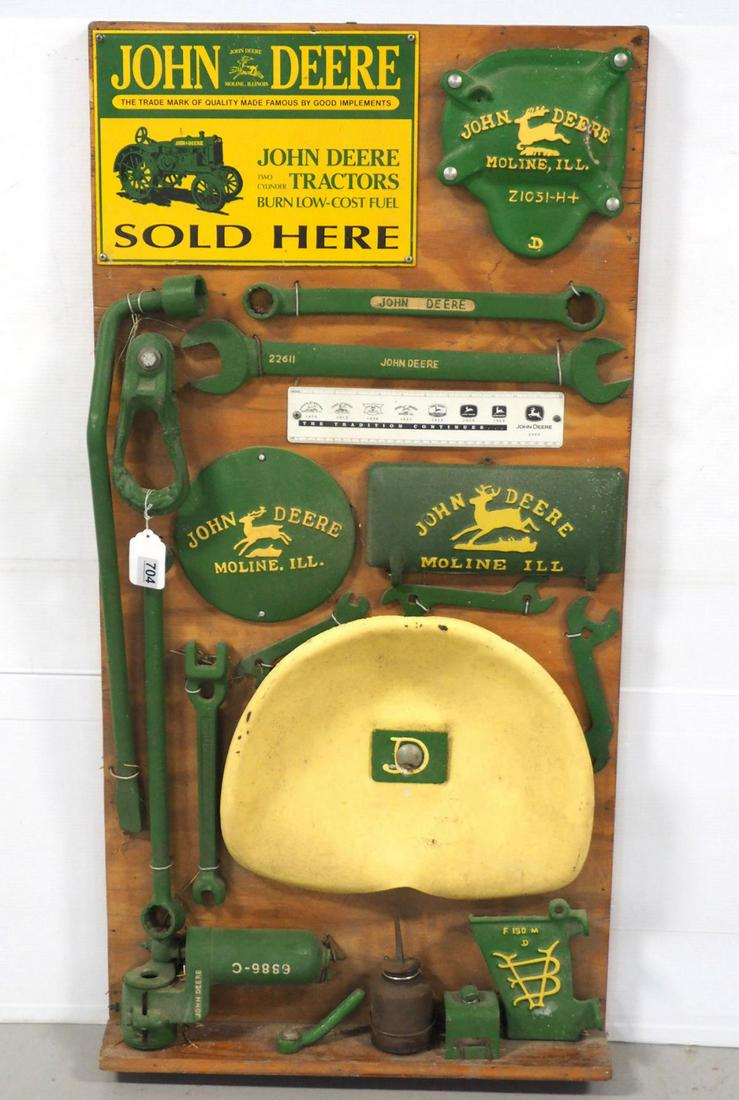 JOHN DEERE
JOHN DEERE
MOLINE, ILLINOIS
THE TRADE MARK OF QUALITY MADE FAMOUS BY GOOD IMPLEMENTS
JOHN DEERE
JOHN DEERE
TWO CYLINDER TRACTORS
BURN LOW-COST FUEL
SOLD HERE
JOHN DEERE
MOLINE, ILL.
Z1031-H+
D
JOHN DEERE
22611 JOHN DEERE
THE TRADITION CONTINUES...
JOHN DEERE
704
JOHN DEERE
MOLINE. ILL.
JOHN DEERE
MOLINE ILL
D
F 190 M
D
JOHN DEERE